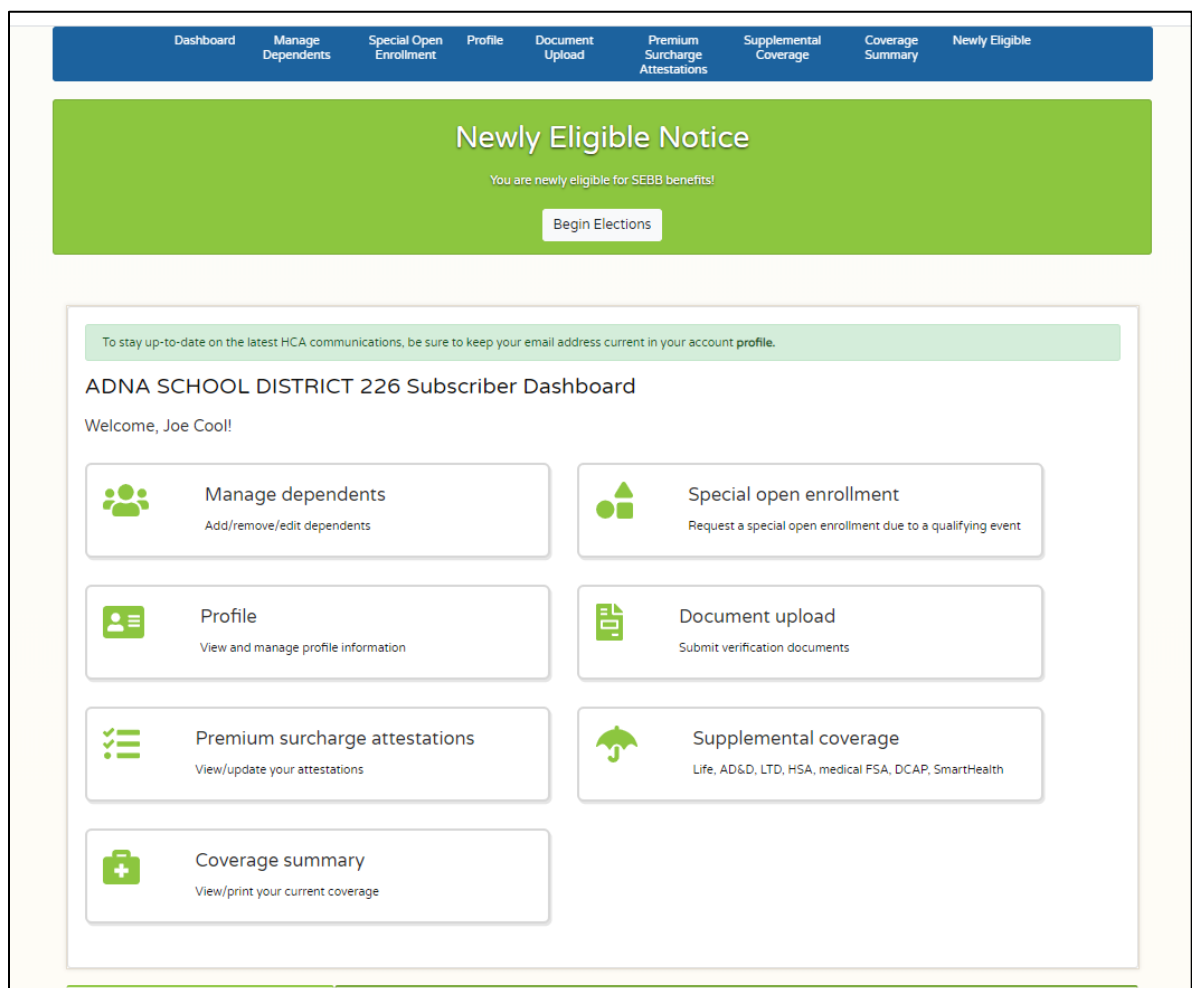 Dashboard
Manage
Dependents
Special Open
Enrollment
Profile
Document
Upload
Premium
Surcharge
Attestations
Supplemental
Coverage
Coverage
Summary
Newly Eligible
Newly Eligible Notice
You are newly eligible for SEBB benefits!
Begin Elections
To stay up-to-date on the latest HCA communications, be sure to keep your email address current in your account profile.
ADNA SCHOOL DISTRICT 226 Subscriber Dashboard
Welcome, Joe Cool!
Manage dependents
Add/remove/edit dependents
Special open enrollment
Request a special open enrollment due to a qualifying event
Profile
View and manage profile information
Document upload
Submit verification documents
Premium surcharge attestations
View/update your attestations
Supplemental coverage
Life, AD&D, LTD, HSA, medical FSA, DCAP, SmartHealth
Coverage summary
View/print your current coverage